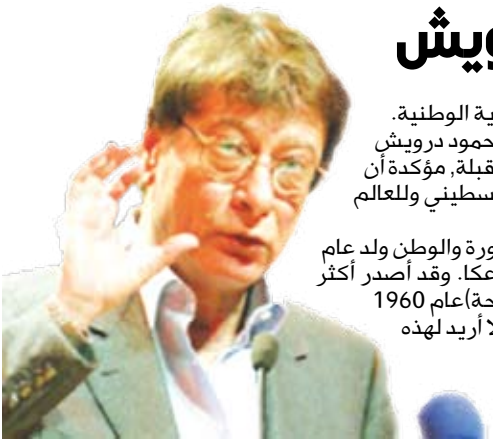 ويش
ية الوطنية.
حمود درويش
قبلة, مؤكدة أن
سطيني وللعالم
ورة والوطن ولد عام
عكا. وقد أصدر أكثر
حة)عام 1960
لا أريد لهذه